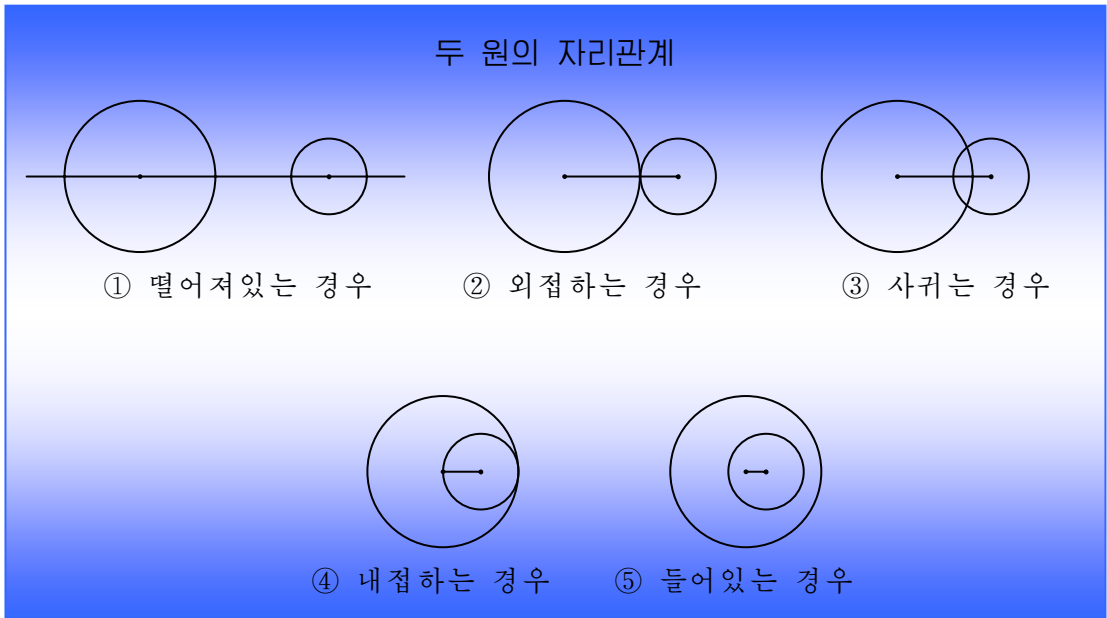 두 원의 자리관계
① 떨어져있는 경우
② 외접하는 경우
③ 사귀는 경우
④ 내접하는 경우
⑤ 들어있는 경우